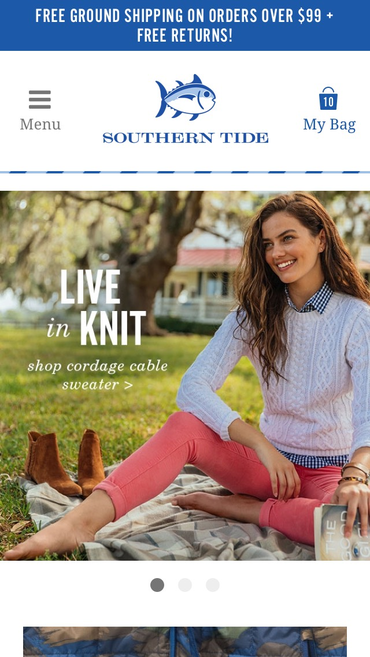 FREE GROUND SHIPPING ON ORDERS OVER $99 +
FREE RETURNS!
10
Menu
My Bag
SOUTHERN TIDE
LIVE
in KNIT
shop cordage cable
sweater >
THE